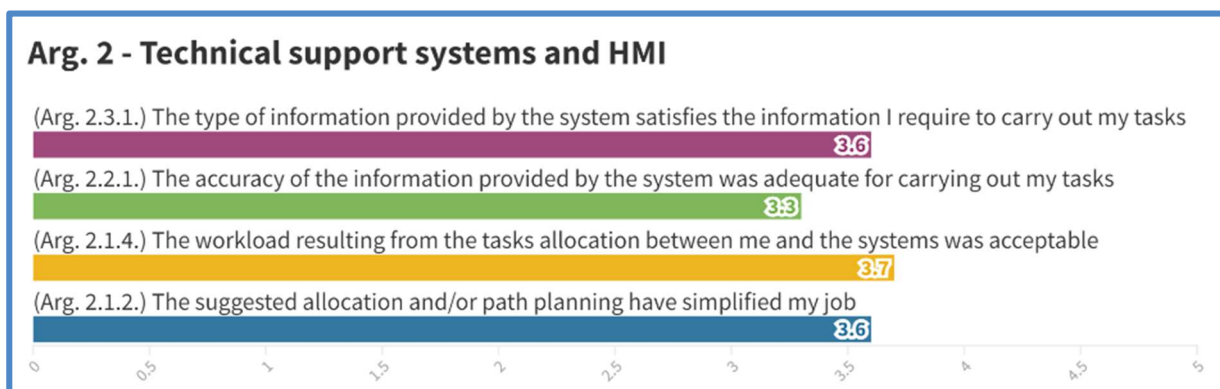 Arg. 2 - Technical support systems and HMI
(Arg. 2.3.1.) The type of information provided by the system satisfies the information I require to carry out my tasks
3.6
(Arg. 2.2.1.) The accuracy of the information provided by the system was adequate for carrying out my tasks
3.3
(Arg. 2.1.4.) The workload resulting from the tasks allocation between me and the systems was acceptable
3.7
(Arg. 2.1.2.) The suggested allocation and/or path planning have simplified my job
3.6
0 0.5 1 1.5 2 2.5 3 3.5 4 4.5 5